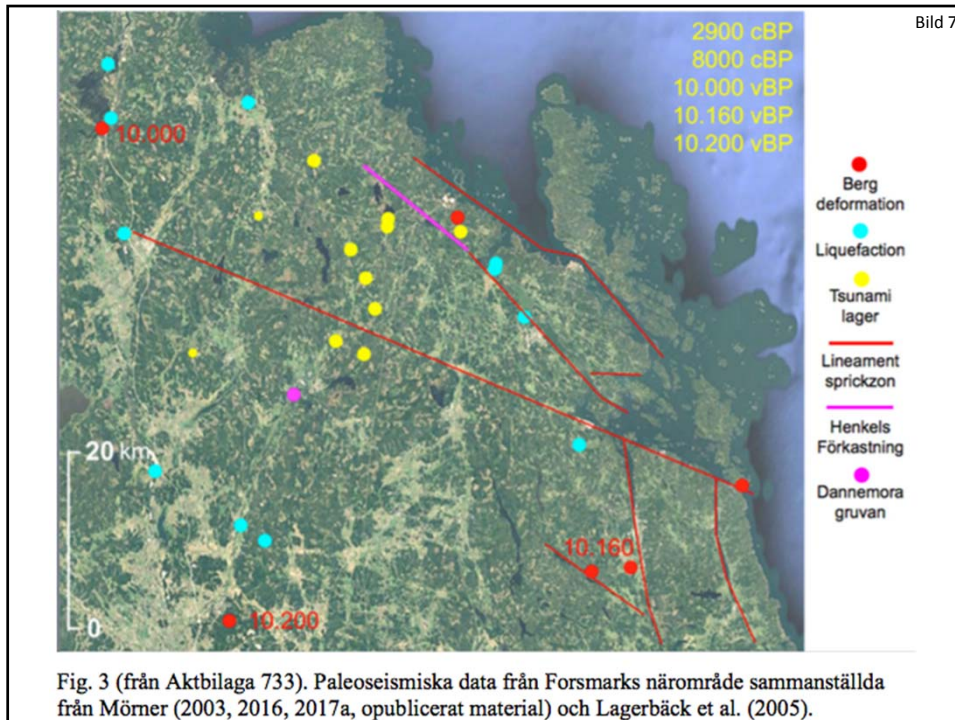 Bild 7
2900 cBP
8000 cBP
10.000 vBP
10.160 vBP
10.200 vBP
10.000
Berg
deformation
Liquefaction
Tsunami
lager
Lineament
sprickzon
Henkels
Förkastning
Dannemora
gruvan
20 km
10.160
10.200
0
Fig. 3 (från Aktbilaga 733). Paleoseismiska data från Forsmarks närområde sammanställda
från Mörner (2003, 2016, 2017a, opublicerat material) och Lagerbäck et al. (2005).